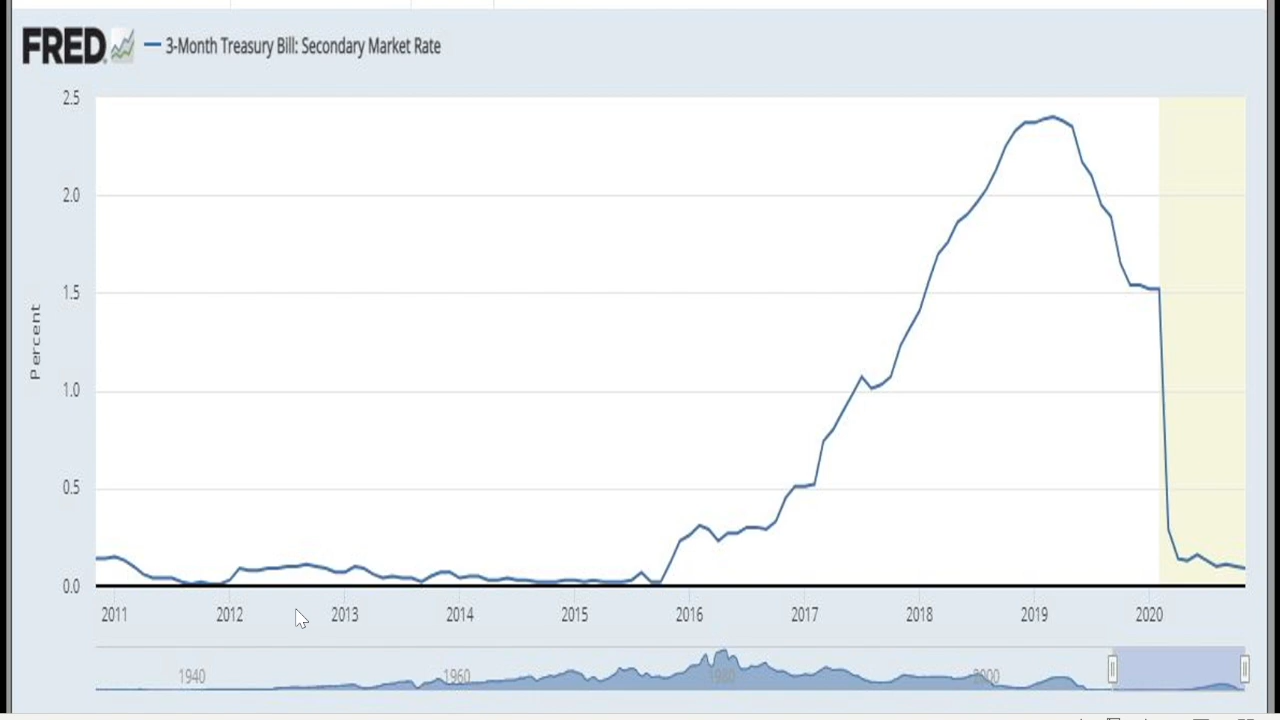 FRED 3-Month Treasury Bill: Secondary Market Rate
2.5
2.0
1.5
1.0
0.5
0.0
Percent
2011 2012 2013 2014 2015 2016 2017 2018 2019 2020
1940 1960 1980 2000